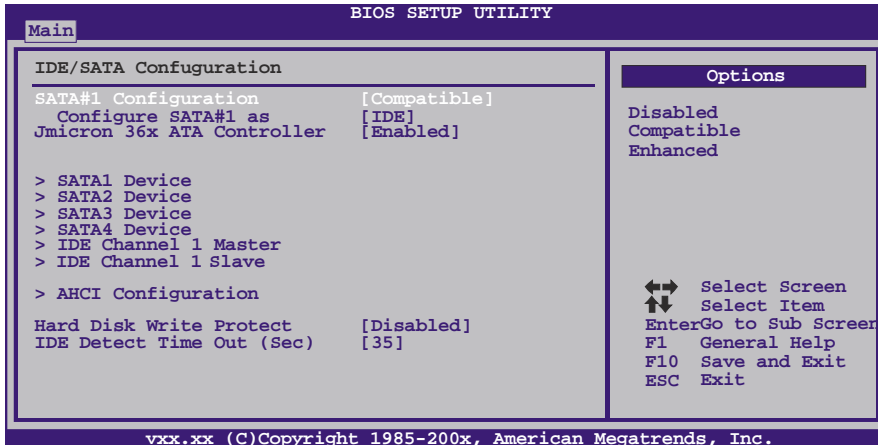 BIOS SETUP UTILITY
Main
IDE/SATA Confuguration
SATA#1 Configuration [Compatible]
Configure SATA#1 as [IDE]
Jmicron 36x ATA Controller [Enabled]
> SATA1 Device
> SATA2 Device
> SATA3 Device
> SATA4 Device
> IDE Channel 1 Master
> IDE Channel 1 Slave
> AHCI Configuration
Hard Disk Write Protect [Disabled]
IDE Detect Time Out (Sec) [35]
Options
Disabled
Compatible
Enhanced
Select Screen
Select Item
EnterGo to Sub Screen
F1 General Help
F10 Save and Exit
ESC Exit
vxx.xx (C)Copyright 1985-200x, American Megatrends, Inc.